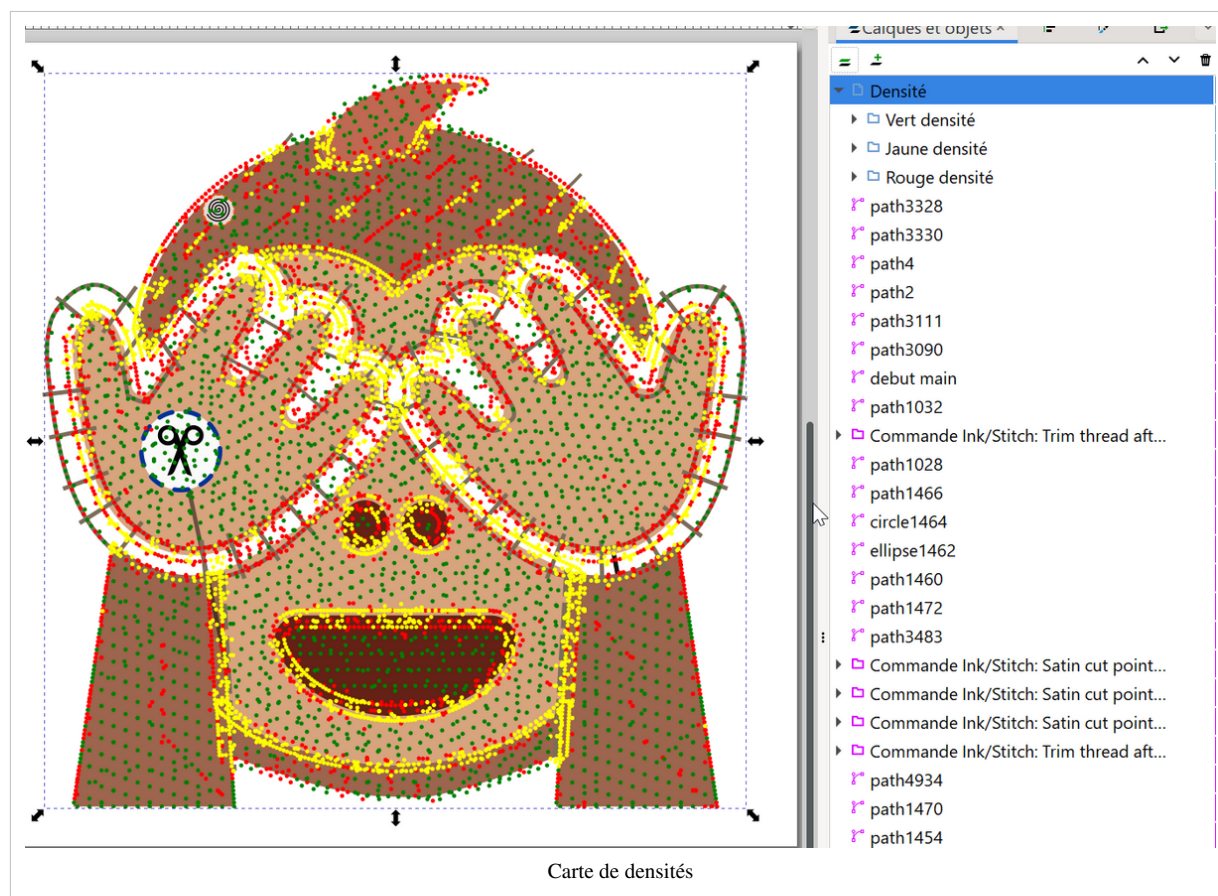 Calques et objets ×
Densité
Vert densité
Jaune densité
Rouge densité
path3328
path3330
path4
path2
path3111
path3090
debut main
path1032
Commande Ink/Stitch: Trim thread aft...
path1028
path1466
circle1464
ellipse1462
path1460
path1472
path3483
Commande Ink/Stitch: Satin cut point...
Commande Ink/Stitch: Satin cut point...
Commande Ink/Stitch: Satin cut point...
Commande Ink/Stitch: Trim thread aft...
path4934
path1470
path1454
Carte de densités